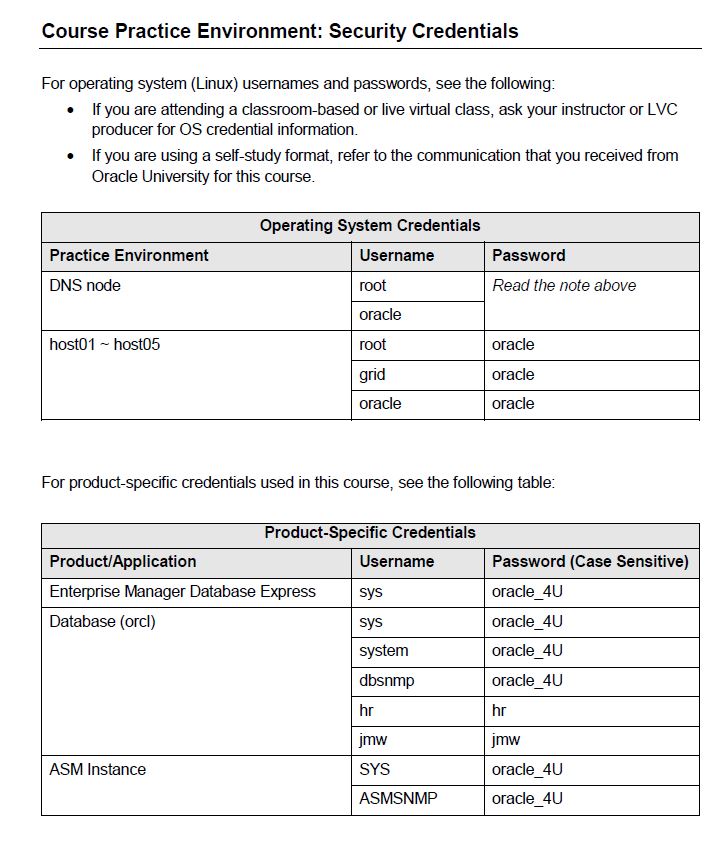 Course Practice Environment: Security Credentials
For operating system (Linux) usernames and passwords, see the following:
• If you are attending a classroom-based or live virtual class, ask your instructor or LVC
producer for OS credential information.
• If you are using a self-study format, refer to the communication that you received from
Oracle University for this course.
Operating System Credentials
Practice Environment Username Password
DNS node root Read the note above
oracle
host01 ~ host05 root oracle
grid oracle
oracle oracle
For product-specific credentials used in this course, see the following table:
Product-Specific Credentials
Product/Application Username Password (Case Sensitive)
Enterprise Manager Database Express sys oracle_4U
Database (orcl) sys oracle_4U
system oracle_4U
dbsnmp oracle_4U
hr hr
jmw jmw
ASM Instance SYS oracle_4U
ASMSNMP oracle_4U